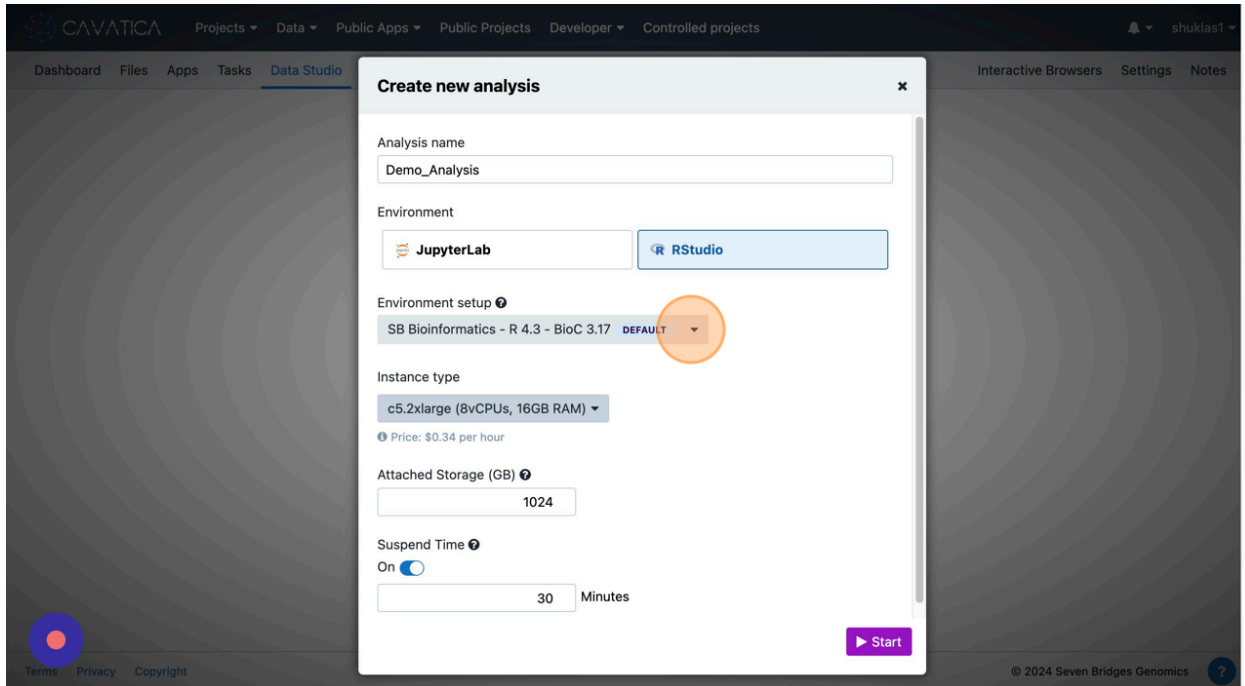 CAVATICA Projects Data Public Apps Public Projects Developer Controlled projects shuklas1
Dashboard Files Apps Tasks Data Studio Interactive Browsers Settings Notes
Create new analysis
Analysis name
Demo_Analysis
Environment
JupyterLab RStudio
Environment setup
SB Bioinformatics - R 4.3 - BioC 3.17 DEFAULT
Instance type
c5.2xlarge (8vCPUs, 16GB RAM)
Price: $0.34 per hour
Attached Storage (GB)
1024
Suspend Time
On
30 Minutes
Start
Terms Privacy Copyright © 2024 Seven Bridges Genomics ?